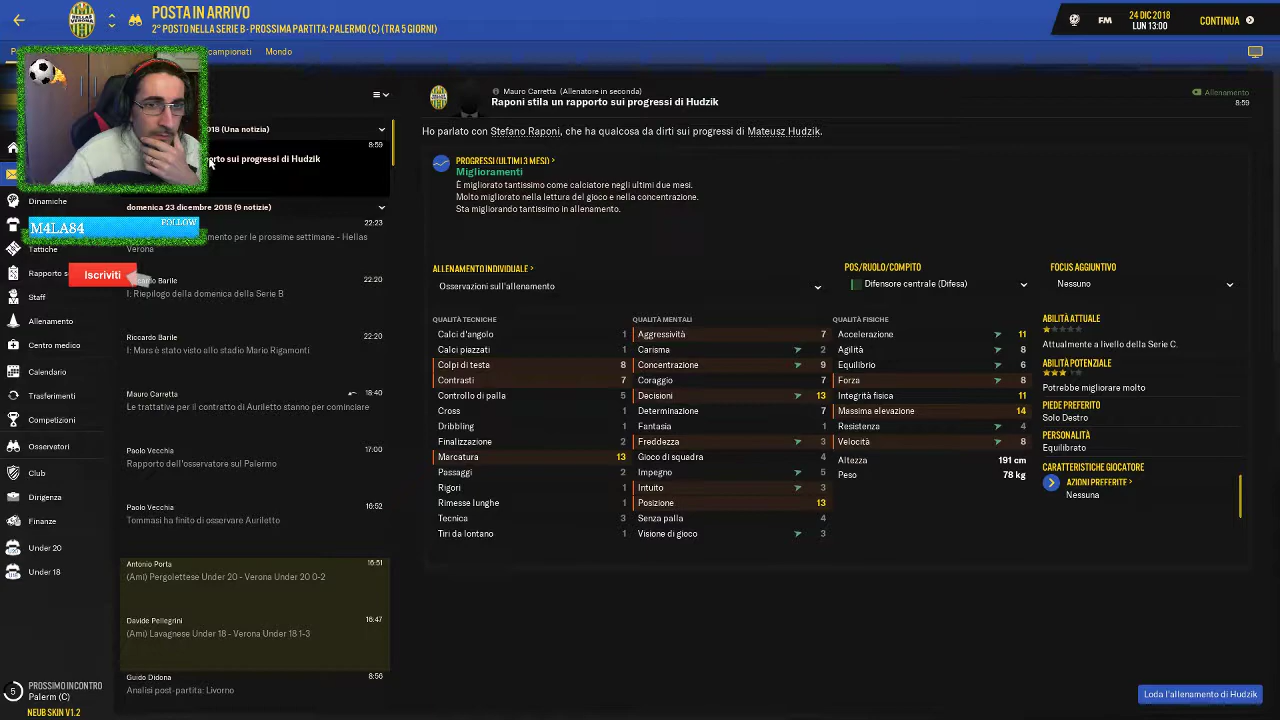 POSTA IN ARRIVO
2° POSTO NELLA SERIE B - PROSSIMA PARTITA: PALERMO (C) (TRA 5 GIORNI)
FM
24 DIC 2018
LUN 13:00
CONTINUA
campionati
Mondo
M4LA84
FOLLOW
Iscriviti
Dinamiche
Tattiche
Rapporto s
Staff
Allenamento
Centro medico
Calendario
Trasferimenti
Competizioni
Osservatori
Club
Dirigenza
Finanze
Under 20
Under 18
5
PROSSIMO INCONTRO
Palerm (C)
NEUB SKIN V1.2
2018 (Una notizia)
8:59
orto sui progressi di Hudzik
domenica 23 dicembre 2018 (9 notizie)
22:23
amento per le prossime settimane - Hellas
Verona
do Barile
22:20
I: Riepilogo della domenica della Serie B
Riccardo Barile
22:20
I: Mars è stato visto allo stadio Mario Rigamonti
Mauro Carretta
18:40
Le trattative per il contratto di Auriletto stanno per cominciare
Paolo Vecchia
17:00
Rapporto dell'osservatore sul Palermo
Paolo Vecchia
16:52
Tommasi ha finito di osservare Auriletto
Antonio Porta
16:51
(Ami) Pergolettese Under 20 - Verona Under 20 0-2
Davide Pellegrini
16:47
(Ami) Lavagnese Under 18 - Verona Under 18 1-3
Guido Didona
8:56
Analisi post-partita: Livorno
Mauro Carretta (Allenatore in seconda)
Raponi stila un rapporto sui progressi di Hudzik
Allenamento
8:59
Ho parlato con Stefano Raponi, che ha qualcosa da dirti sui progressi di Mateusz Hudzik.
PROGRESSI (ULTIMI 3 MESI) >
Miglioramenti
È migliorato tantissimo come calciatore negli ultimi due mesi.
Molto migliorato nella lettura del gioco e nella concentrazione.
Sta migliorando tantissimo in allenamento.
ALLENAMENTO INDIVIDUALE >
Osservazioni sull'allenamento
POS/RUOLO/COMPITO
Difensore centrale (Difesa)
FOCUS AGGIUNTIVO
Nessuno
QUALITÀ TECNICHE
Calci d'angolo 1
Calci piazzati 1
Colpi di testa 8
Contrasti 7
Controllo di palla 5
Cross 1
Dribbling 1
Finalizzazione 2
Marcatura 13
Passaggi 2
Rigori 1
Rimesse lunghe 1
Tecnica 3
Tiri da lontano 1
QUALITÀ MENTALI
Aggressività 7
Carisma 2
Concentrazione 9
Coraggio 7
Decisioni 13
Determinazione 7
Fantasia 1
Freddezza 3
Gioco di squadra 4
Impegno 5
Intuito 3
Posizione 13
Senza palla 4
Visione di gioco 3
QUALITÀ FISICHE
Accelerazione 11
Agilità 8
Equilibrio 6
Forza 8
Integrità fisica 11
Massima elevazione 14
Resistenza 4
Velocità 8
Altezza 191 cm
Peso 78 kg
ABILITÀ ATTUALE
Attualmente a livello della Serie C.
ABILITÀ POTENZIALE
Potrebbe migliorare molto
PIEDE PREFERITO
Solo Destro
PERSONALITÀ
Equilibrato
CARATTERISTICHE GIOCATORE
AZIONI PREFERITE >
Nessuna
Loda l'allenamento di Hudzik